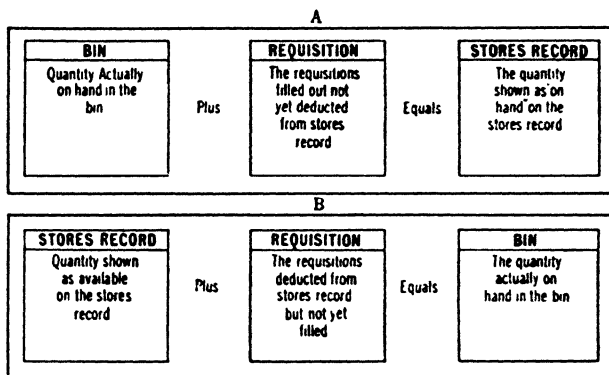 A
BIN
Quantity Actually
on hand in the
bin
Plus
REQUISITION
The requisitions
filled out not
yet deducted
from stores
record
Equals
STORES RECORD
The quantity
shown as "on
hand" on the
stores record
B
STORES RECORD
Quantity shown
as available
on the stores
record
Plus
REQUISITION
The requisitions
deducted from
stores record
but not yet
filled
Equals
BIN
The quantity
actually on
hand in the bin